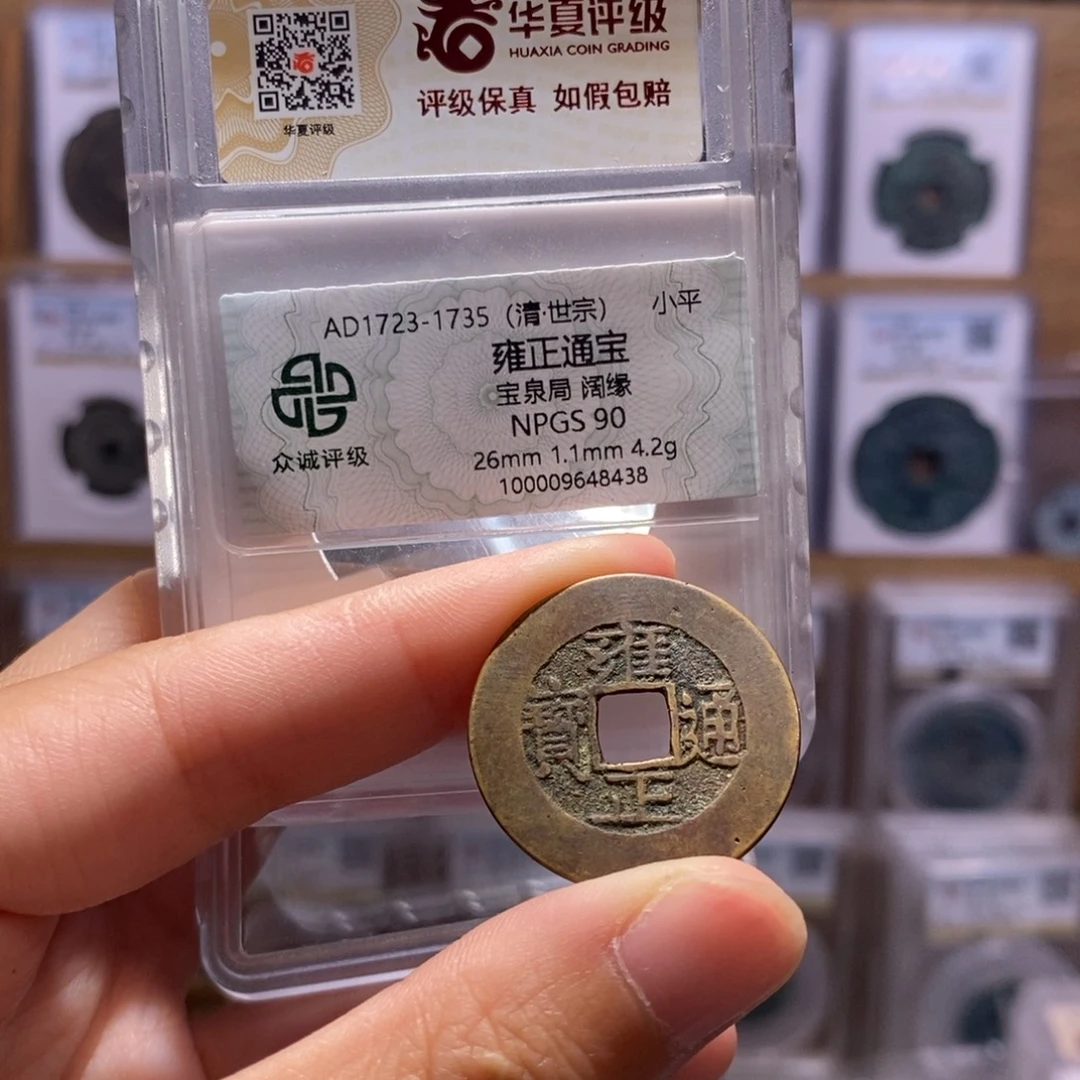 华夏评级
HUAXIA COIN GRADING
评级保真 如假包赔
华夏评级
AD1723-1735 (清·世宗) 小平
雍正通宝
宝泉局 阔缘
NPGS 90
26mm 1.1mm 4.2g
100009648438
众诚评级
雍
正
通
寶